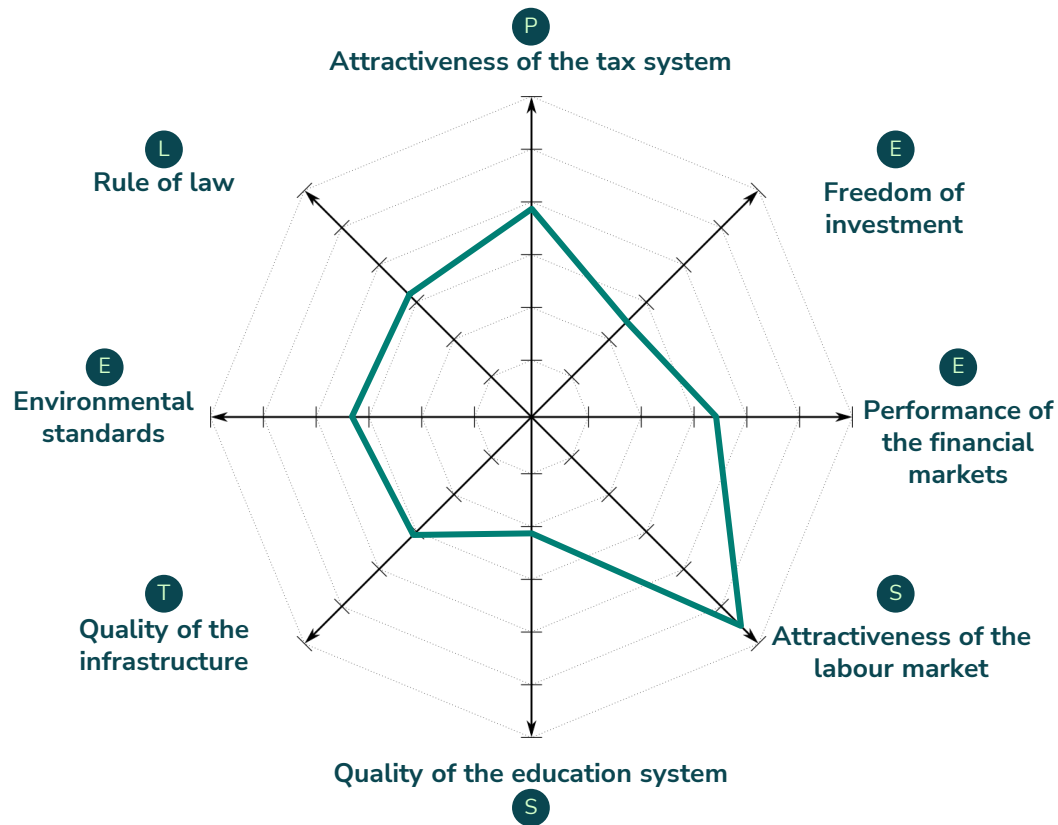 P
Attractiveness of the tax system
L
Rule of law
E
Freedom of
investment
E
Environmental
standards
E
Performance of
the financial
markets
T
Quality of the
infrastructure
S
Attractiveness of the
labour market
Quality of the education system
S